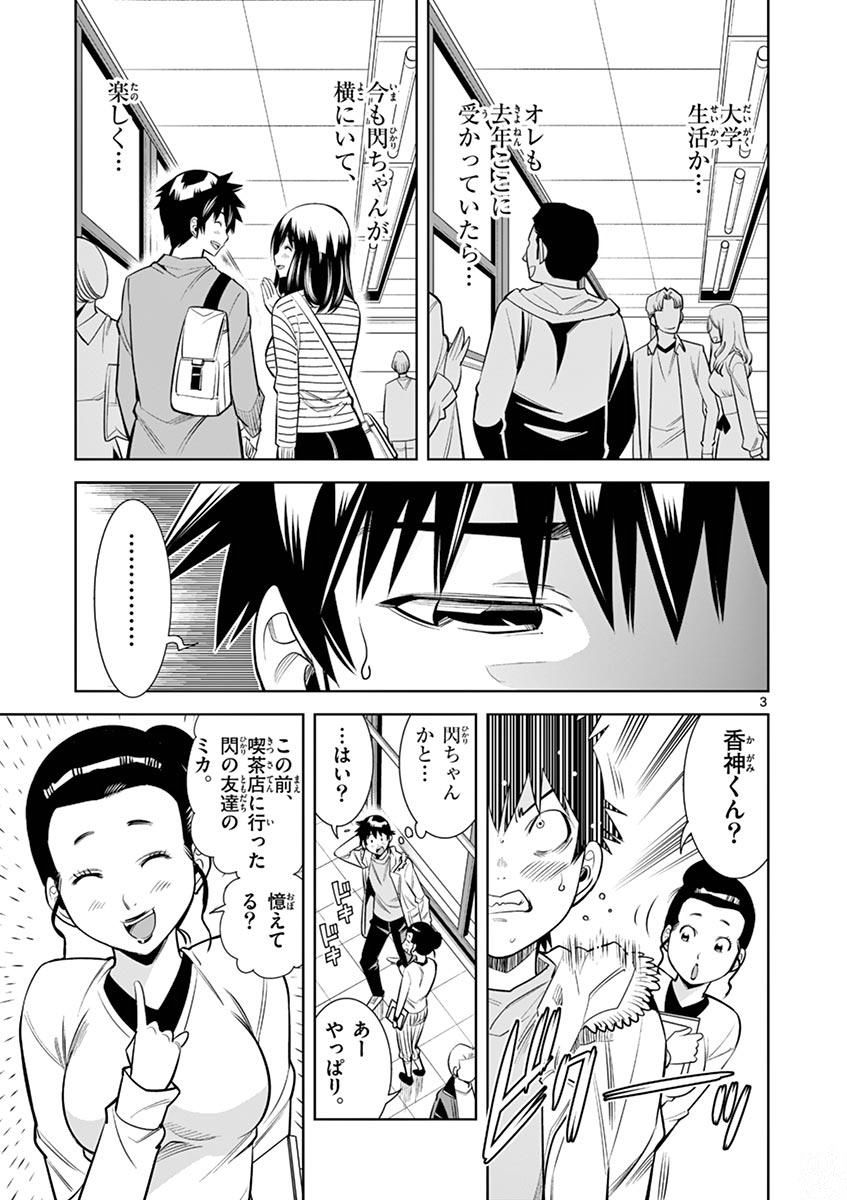 大学
生活か…
オレも
去年ここに
受かっていたら…
今も閃ちゃんが
横にいて、
楽しく…
…………
3
香神くん?
ビクーッ
閃ちゃん
かと…
…はい?
ドキ
ドキ
あー
やっぱり。
この前、
喫茶店に行った
閃の友達の
ミカ。
憶えて
る?